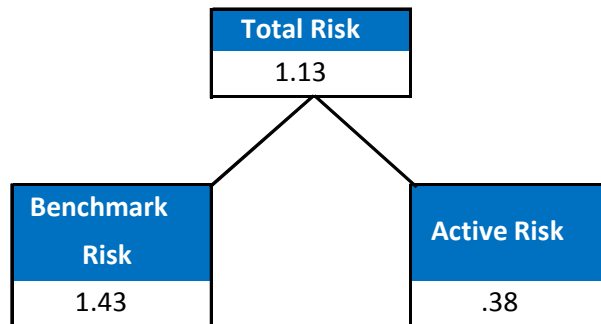 Total Risk
1.13
Benchmark
Risk
1.43
Active Risk
.38